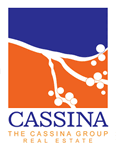 CASSINA
THE CASSINA GROUP
REAL ESTATE